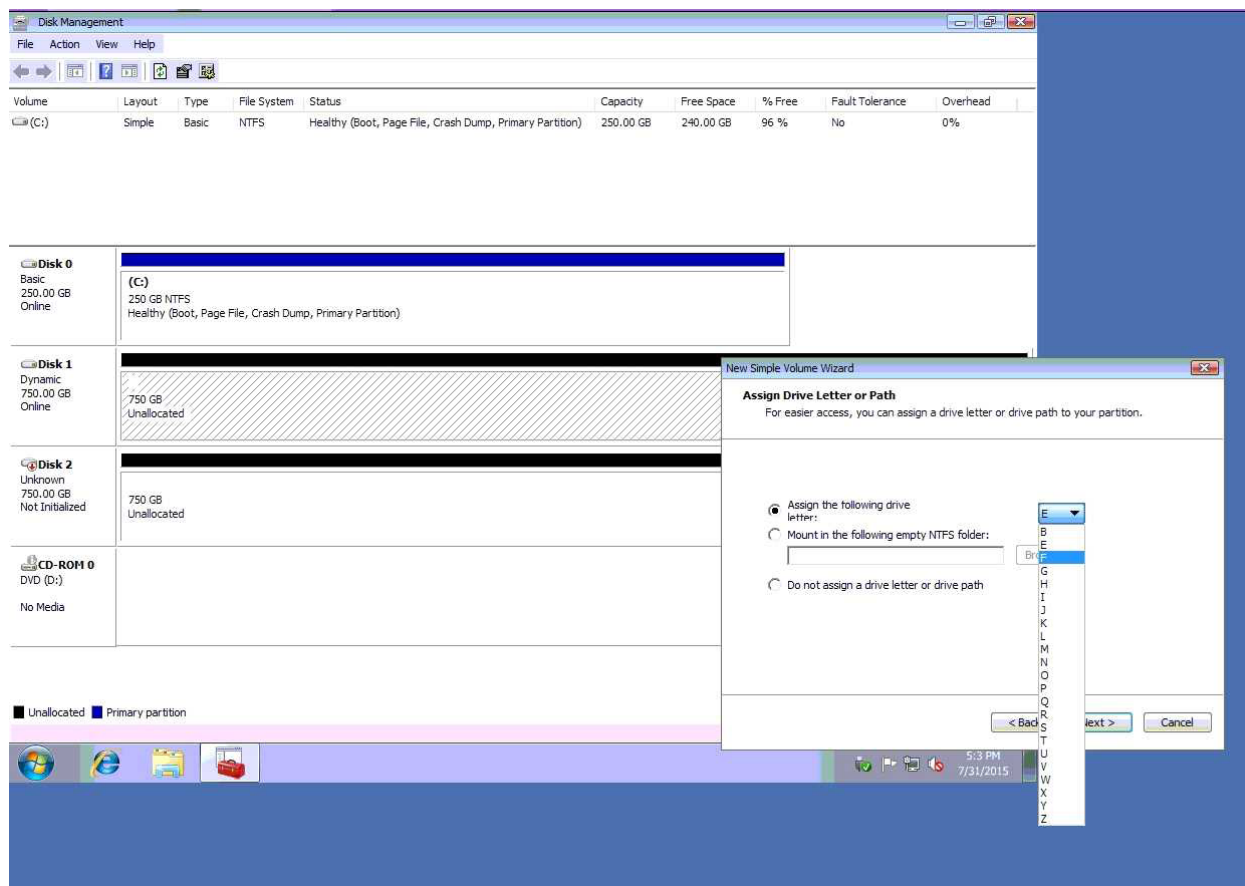 Disk Management
File Action View Help
Volume Layout Type File System Status Capacity Free Space % Free Fault Tolerance Overhead
(C:) Simple Basic NTFS Healthy (Boot, Page File, Crash Dump, Primary Partition) 250.00 GB 240.00 GB 96 % No 0%
Disk 0
Basic
250.00 GB
Online
(C:)
250 GB NTFS
Healthy (Boot, Page File, Crash Dump, Primary Partition)
Disk 1
Dynamic
750.00 GB
Online
750 GB
Unallocated
Disk 2
Unknown
750.00 GB
Not Initialized
750 GB
Unallocated
CD-ROM 0
DVD (D:)
No Media
Unallocated Primary partition
New Simple Volume Wizard
Assign Drive Letter or Path
For easier access, you can assign a drive letter or drive path to your partition.
Assign the following drive
letter:
E
Mount in the following empty NTFS folder:
Do not assign a drive letter or drive path
B
E
F
G
H
I
J
K
L
M
N
O
P
Q
R
S
T
U
V
W
X
Y
Z
< Back Next > Cancel
5:3 PM
7/31/2015